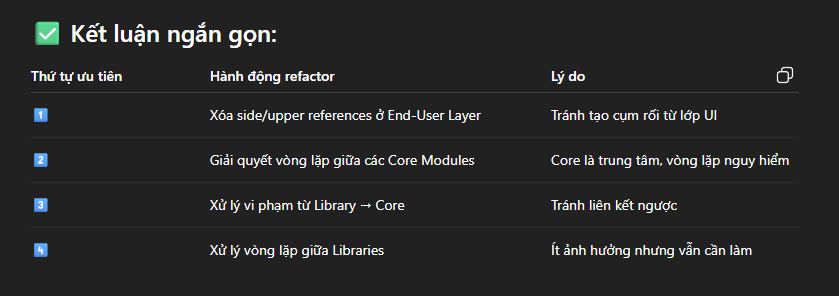 ✅ Kết luận ngắn gọn:
Thứ tự ưu tiên Hành động refactor Lý do
1️⃣ Xóa side/upper references ở End-User Layer Tránh tạo cụm rối từ lớp UI
2️⃣ Giải quyết vòng lặp giữa các Core Modules Core là trung tâm, vòng lặp nguy hiểm
3️⃣ Xử lý vi phạm từ Library → Core Tránh liên kết ngược
4️⃣ Xử lý vòng lặp giữa Libraries Ít ảnh hưởng nhưng vẫn cần làm